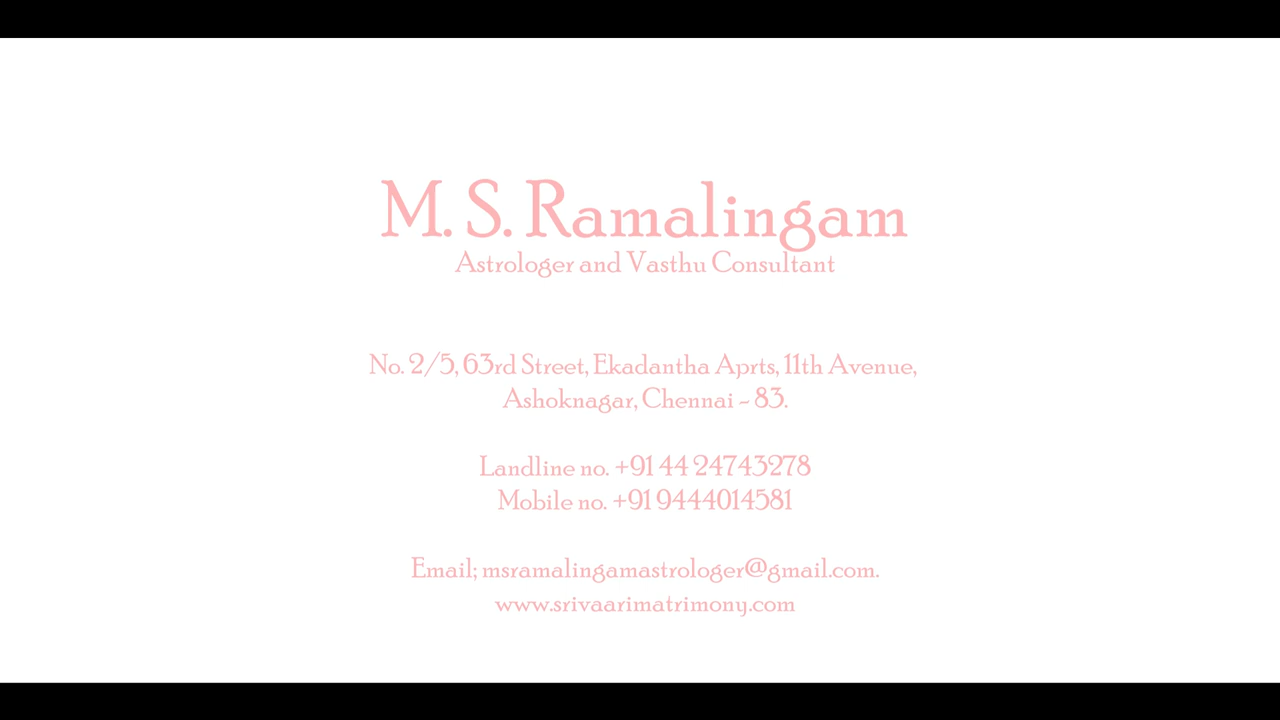 M. S. Ramalingam
Astrologer and Vasthu Consultant
No. 2/5, 63rd Street, Ekadantha Aprts, 11th Avenue,
Ashoknagar, Chennai - 83.
Landline no. +91 44 24743278
Mobile no. +91 9444014581
Email; msramalingamastrologer@gmail.com.
www.srivaarimatrimony.com